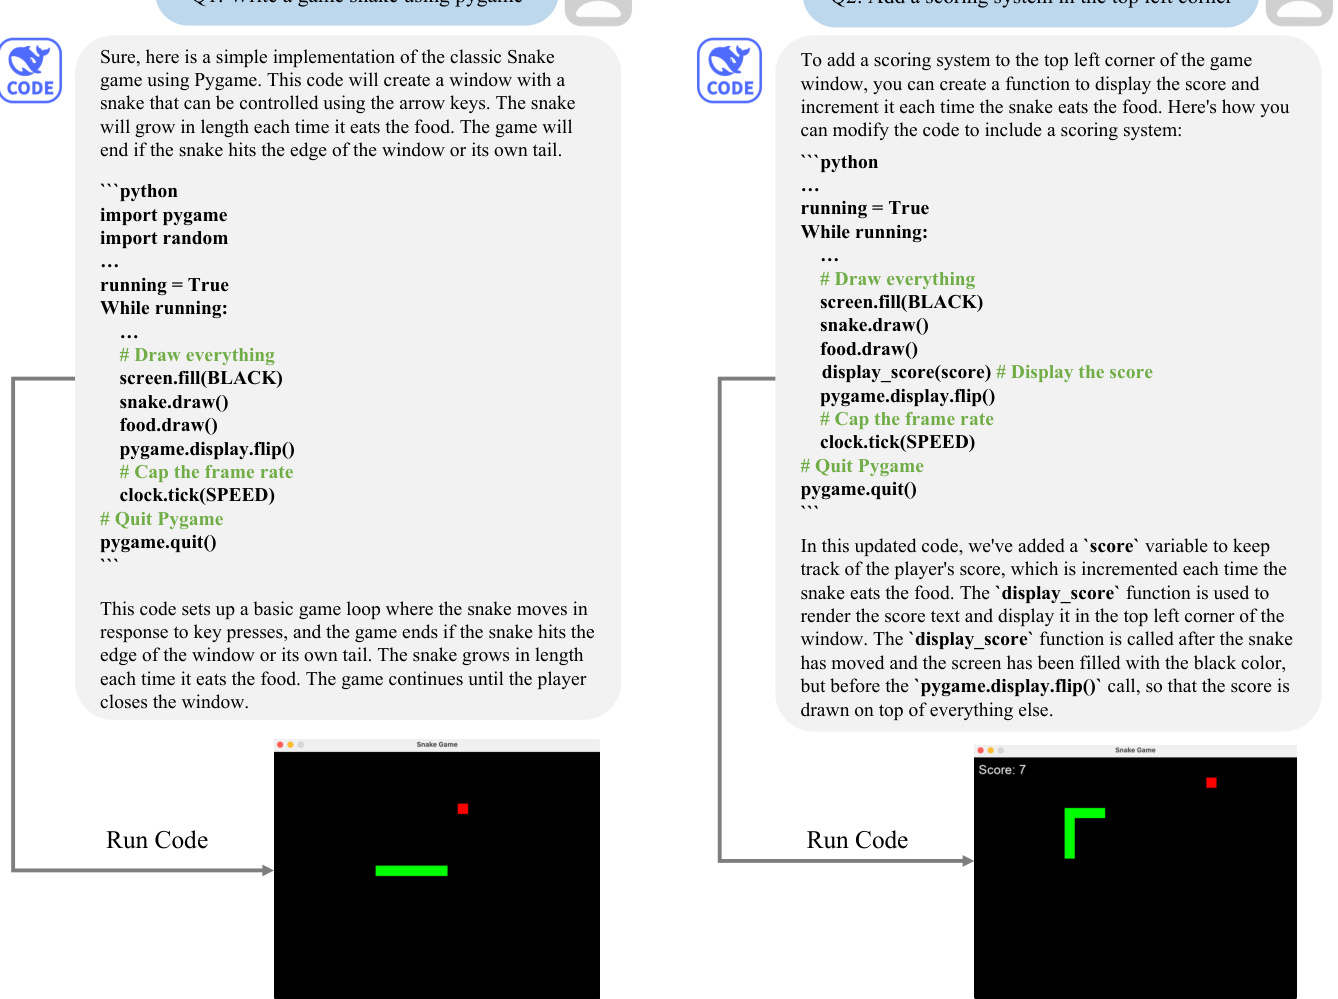 Q1: Write a game snake using pygame
CODE
Sure, here is a simple implementation of the classic Snake
game using Pygame. This code will create a window with a
snake that can be controlled using the arrow keys. The snake
will grow in length each time it eats the food. The game will
end if the snake hits the edge of the window or its own tail.
```python
import pygame
import random
…
running = True
While running:
…
# Draw everything
screen.fill(BLACK)
snake.draw()
food.draw()
pygame.display.flip()
# Cap the frame rate
clock.tick(SPEED)
# Quit Pygame
pygame.quit()
```
This code sets up a basic game loop where the snake moves in
response to key presses, and the game ends if the snake hits the
edge of the window or its own tail. The snake grows in length
each time it eats the food. The game continues until the player
closes the window.
Run Code
Snake Game
Q2: Add a scoring system in the top left corner
CODE
To add a scoring system to the top left corner of the game
window, you can create a function to display the score and
increment it each time the snake eats the food. Here's how you
can modify the code to include a scoring system:
```python
…
running = True
While running:
…
# Draw everything
screen.fill(BLACK)
snake.draw()
food.draw()
display_score(score) # Display the score
pygame.display.flip()
# Cap the frame rate
clock.tick(SPEED)
# Quit Pygame
pygame.quit()
```
In this updated code, we've added a `score` variable to keep
track of the player's score, which is incremented each time the
snake eats the food. The `display_score` function is used to
render the score text and display it in the top left corner of the
window. The `display_score` function is called after the snake
has moved and the screen has been filled with the black color,
but before the `pygame.display.flip()` call, so that the score is
drawn on top of everything else.
Run Code
Snake Game
Score: 7